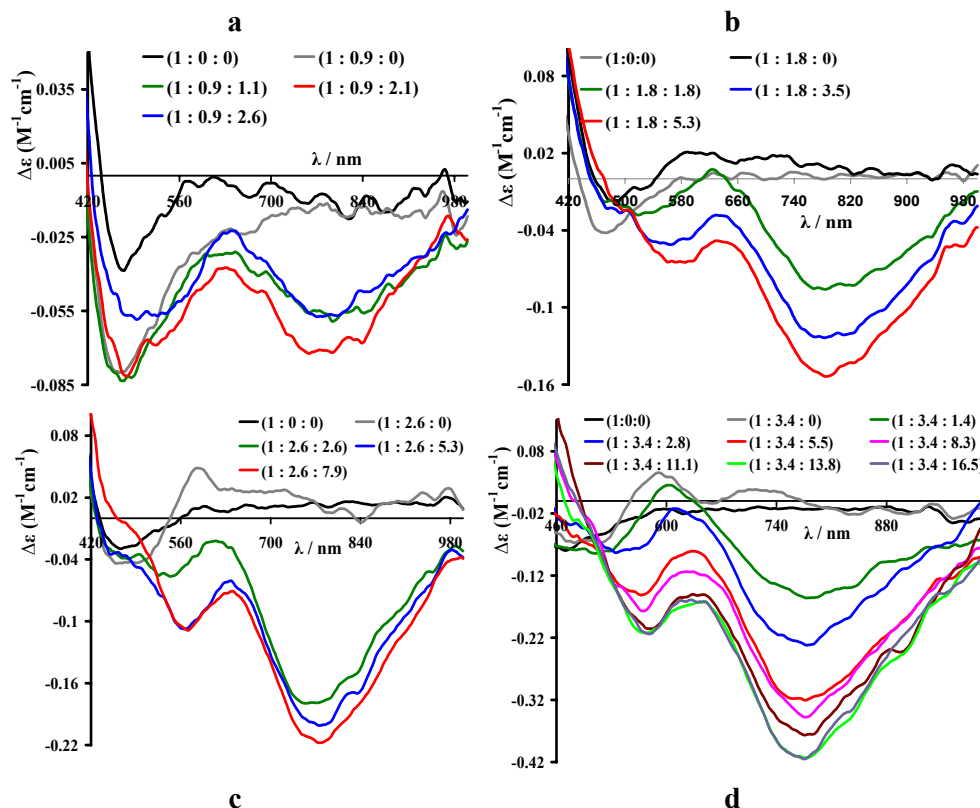 a
b
Δε (M⁻¹cm⁻¹)
(1 : 0 : 0) (1 : 0.9 : 0)
(1 : 0.9 : 1.1) (1 : 0.9 : 2.1)
(1 : 0.9 : 2.6)
λ / nm
0.035
0.005
-0.025
-0.055
-0.085
420 560 700 840 980
Δε (M⁻¹cm⁻¹)
(1:0:0) (1 : 1.8 : 0)
(1 : 1.8 : 1.8) (1 : 1.8 : 3.5)
(1 : 1.8 : 5.3)
0.08
0.02
-0.04
-0.1
-0.16
420 500 580 660 740 820 900 980
λ / nm
Δε (M⁻¹cm⁻¹)
(1 : 0 : 0) (1 : 2.6 : 0)
(1 : 2.6 : 2.6) (1 : 2.6 : 5.3)
(1 : 2.6 : 7.9)
0.08
0.02
-0.04
-0.1
-0.16
-0.22
420 560 700 840 980
λ / nm
Δε (M⁻¹cm⁻¹)
(1:0:0) (1 : 3.4 : 0) (1 : 3.4 : 1.4)
(1 : 3.4 : 2.8) (1 : 3.4 : 5.5) (1 : 3.4 : 8.3)
(1 : 3.4 : 11.1) (1 : 3.4 : 13.8) (1 : 3.4 : 16.5)
0.08
-0.02
-0.12
-0.22
-0.32
-0.42
460 600 740 880
λ / nm
c
d